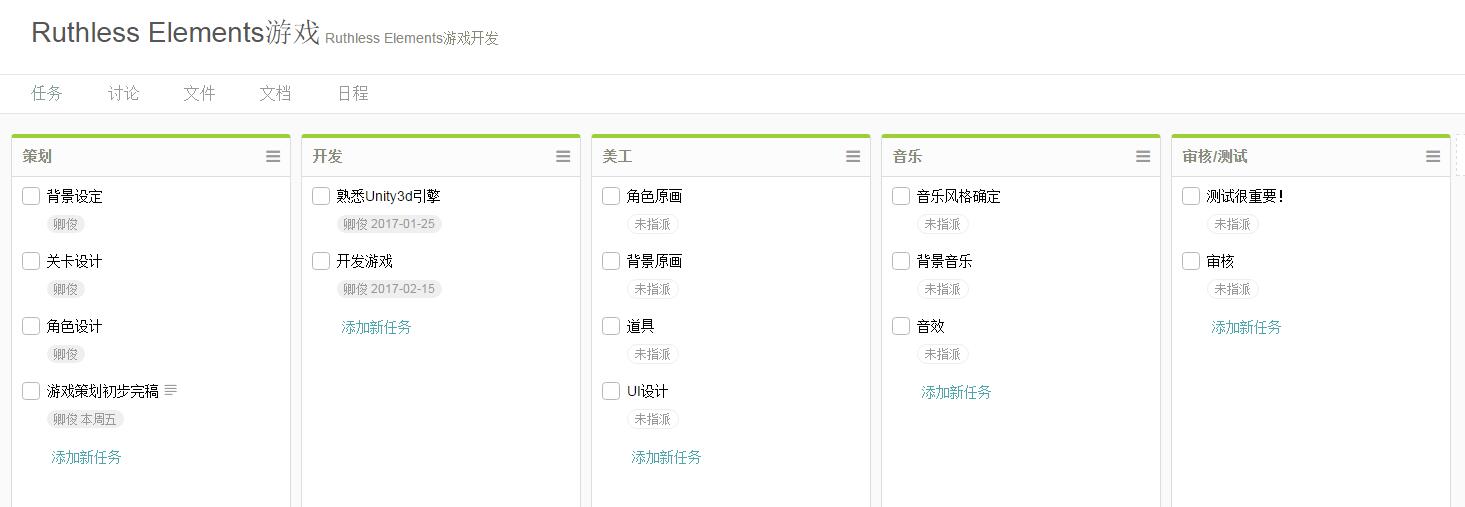 Ruthless Elements游戏 Ruthless Elements游戏开发
任务 讨论 文件 文档 日程
策划
背景设定
卿俊
关卡设计
卿俊
角色设计
卿俊
游戏策划初步完稿
卿俊 本周五
添加新任务
开发
熟悉Unity3d引擎
卿俊 2017-01-25
开发游戏
卿俊 2017-02-15
添加新任务
美工
角色原画
未指派
背景原画
未指派
道具
未指派
UI设计
未指派
添加新任务
音乐
音乐风格确定
未指派
背景音乐
未指派
音效
未指派
添加新任务
审核/测试
测试很重要！
未指派
审核
未指派
添加新任务